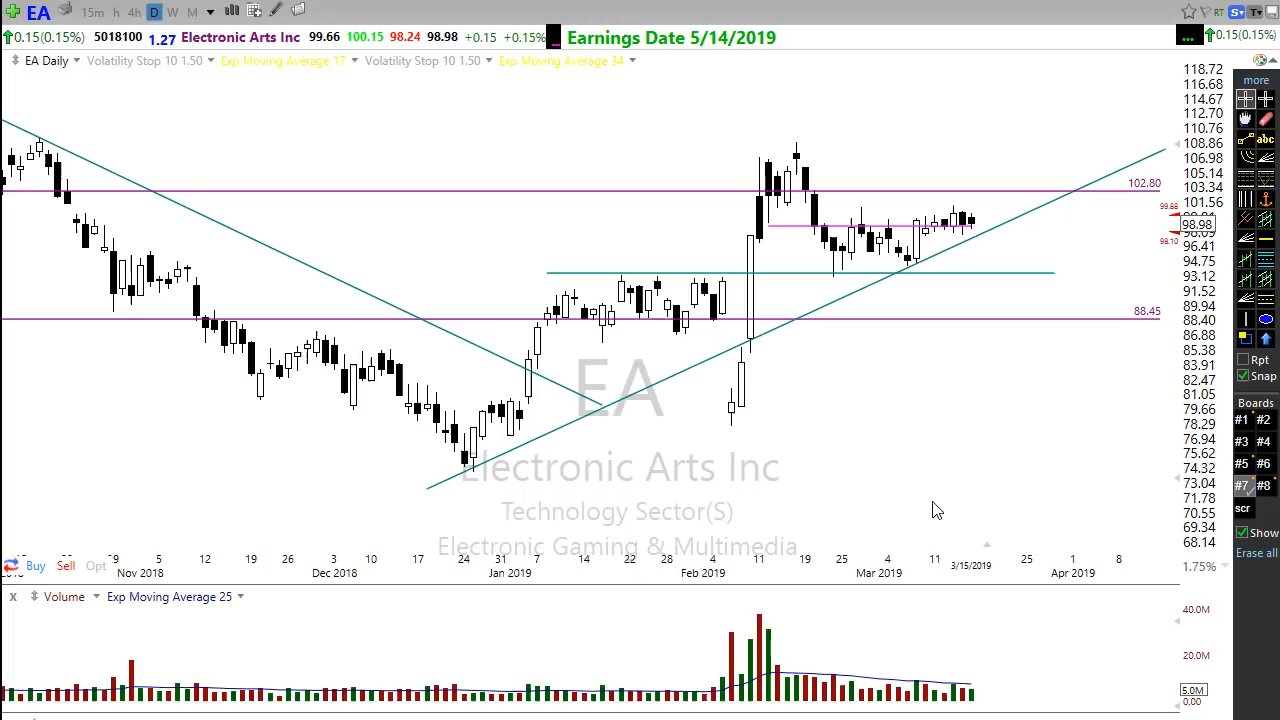 EA 15m h 4h D W M RT S T
0.15(0.15%) 5018100 1.27 Electronic Arts Inc 99.66 100.15 98.24 98.98 +0.15 +0.15% ... Earnings Date 5/14/2019 ... 0.15(0.15%)
EA Daily Volatility Stop 10 1.50 Exp Moving Average 17 Volatility Stop 10 1.50 Exp Moving Average 34
118.72
116.68
114.67
112.70
110.76
108.86
106.98
105.14
103.34
101.56
98.98
96.41
94.75
93.12
91.52
89.94
88.40
86.88
85.38
83.91
82.47
81.05
79.66
78.29
76.94
75.62
74.32
73.04
71.78
70.55
69.34
68.14
102.80
99.88
98.10
88.45
EA
Electronic Arts Inc
Technology Sector(S)
Electronic Gaming & Multimedia
more
abc
Rpt
Snap
Boards
#1 #2
#3 #4
#5 #6
#7 #8
scr
Show
Erase all
5 12 19 26 3 10 17 24 7 14 22 28 4 11 19 25 4 11 25 1 8
Buy Sell Opt
Nov 2018 Dec 2018 Jan 2019 Feb 2019 Mar 2019 3/15/2019 Apr 2019
1.75%
X Volume Exp Moving Average 25
40.0M
20.0M
5.0M
0.00